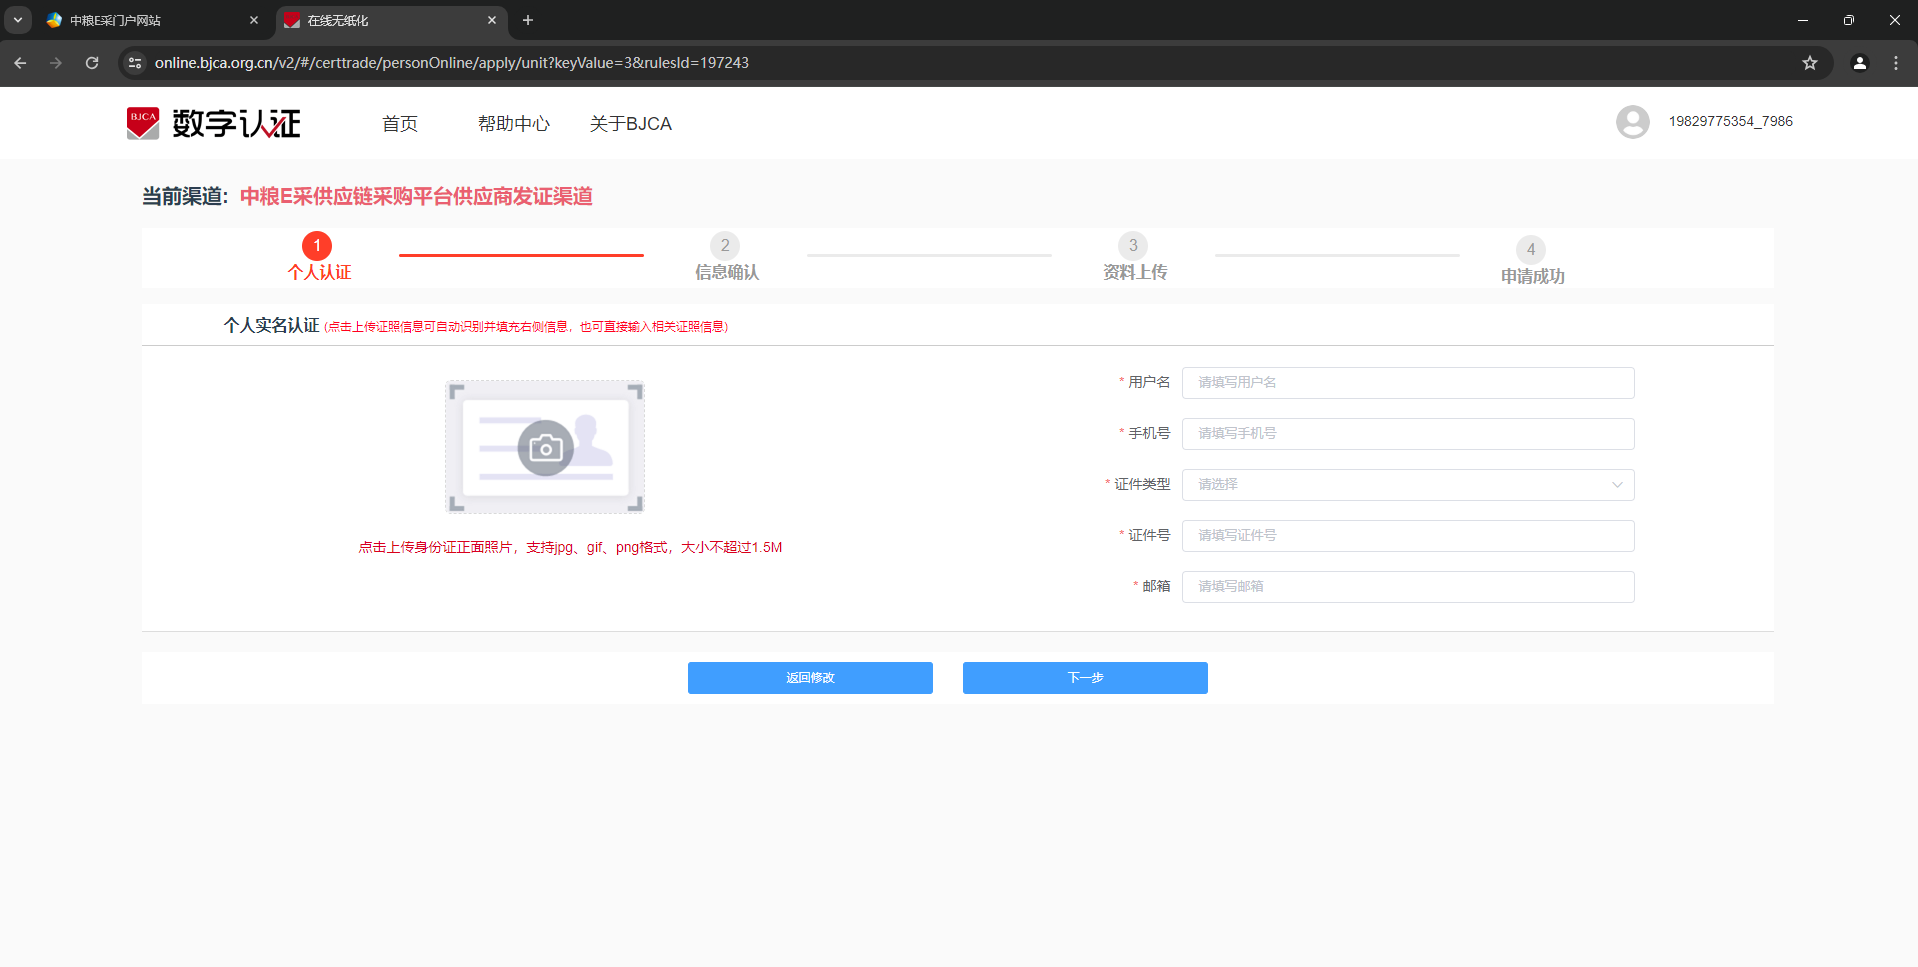 中粮E采门户网站
在线无纸化
online.bjca.org.cn/v2/#/certtrade/personOnline/apply/unit?keyValue=3&rulesId=197243
BJCA 数字认证
首页
帮助中心
关于BJCA
19829775354_7986
当前渠道：中粮E采供应链采购平台供应商发证渠道
1
个人认证
2
信息确认
3
资料上传
4
申请成功
个人实名认证 (点击上传证照信息可自动识别并填充右侧信息，也可直接输入相关证照信息)
点击上传身份证正面照片，支持jpg、gif、png格式，大小不超过1.5M
* 用户名 请填写用户名
* 手机号 请填写手机号
* 证件类型 请选择
* 证件号 请填写证件号
* 邮箱 请填写邮箱
返回修改
下一步